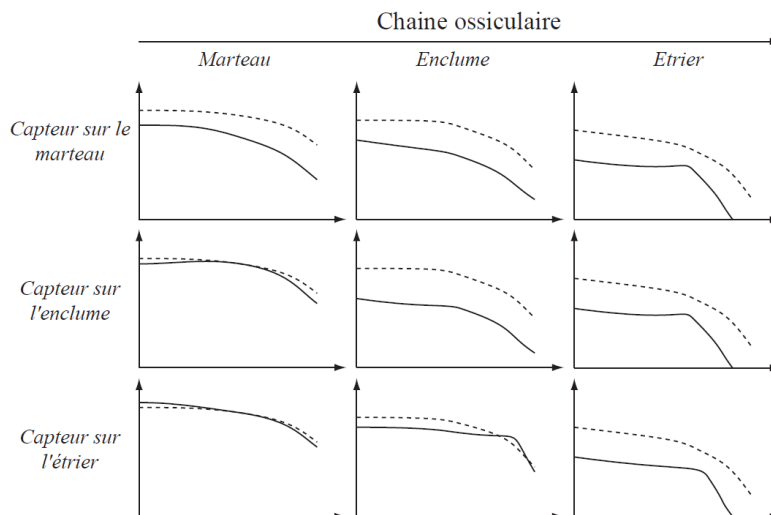 Chaine ossiculaire
Marteau Enclume Etrier
Capteur sur le
marteau
Capteur sur
l'enclume
Capteur sur
l'étrier